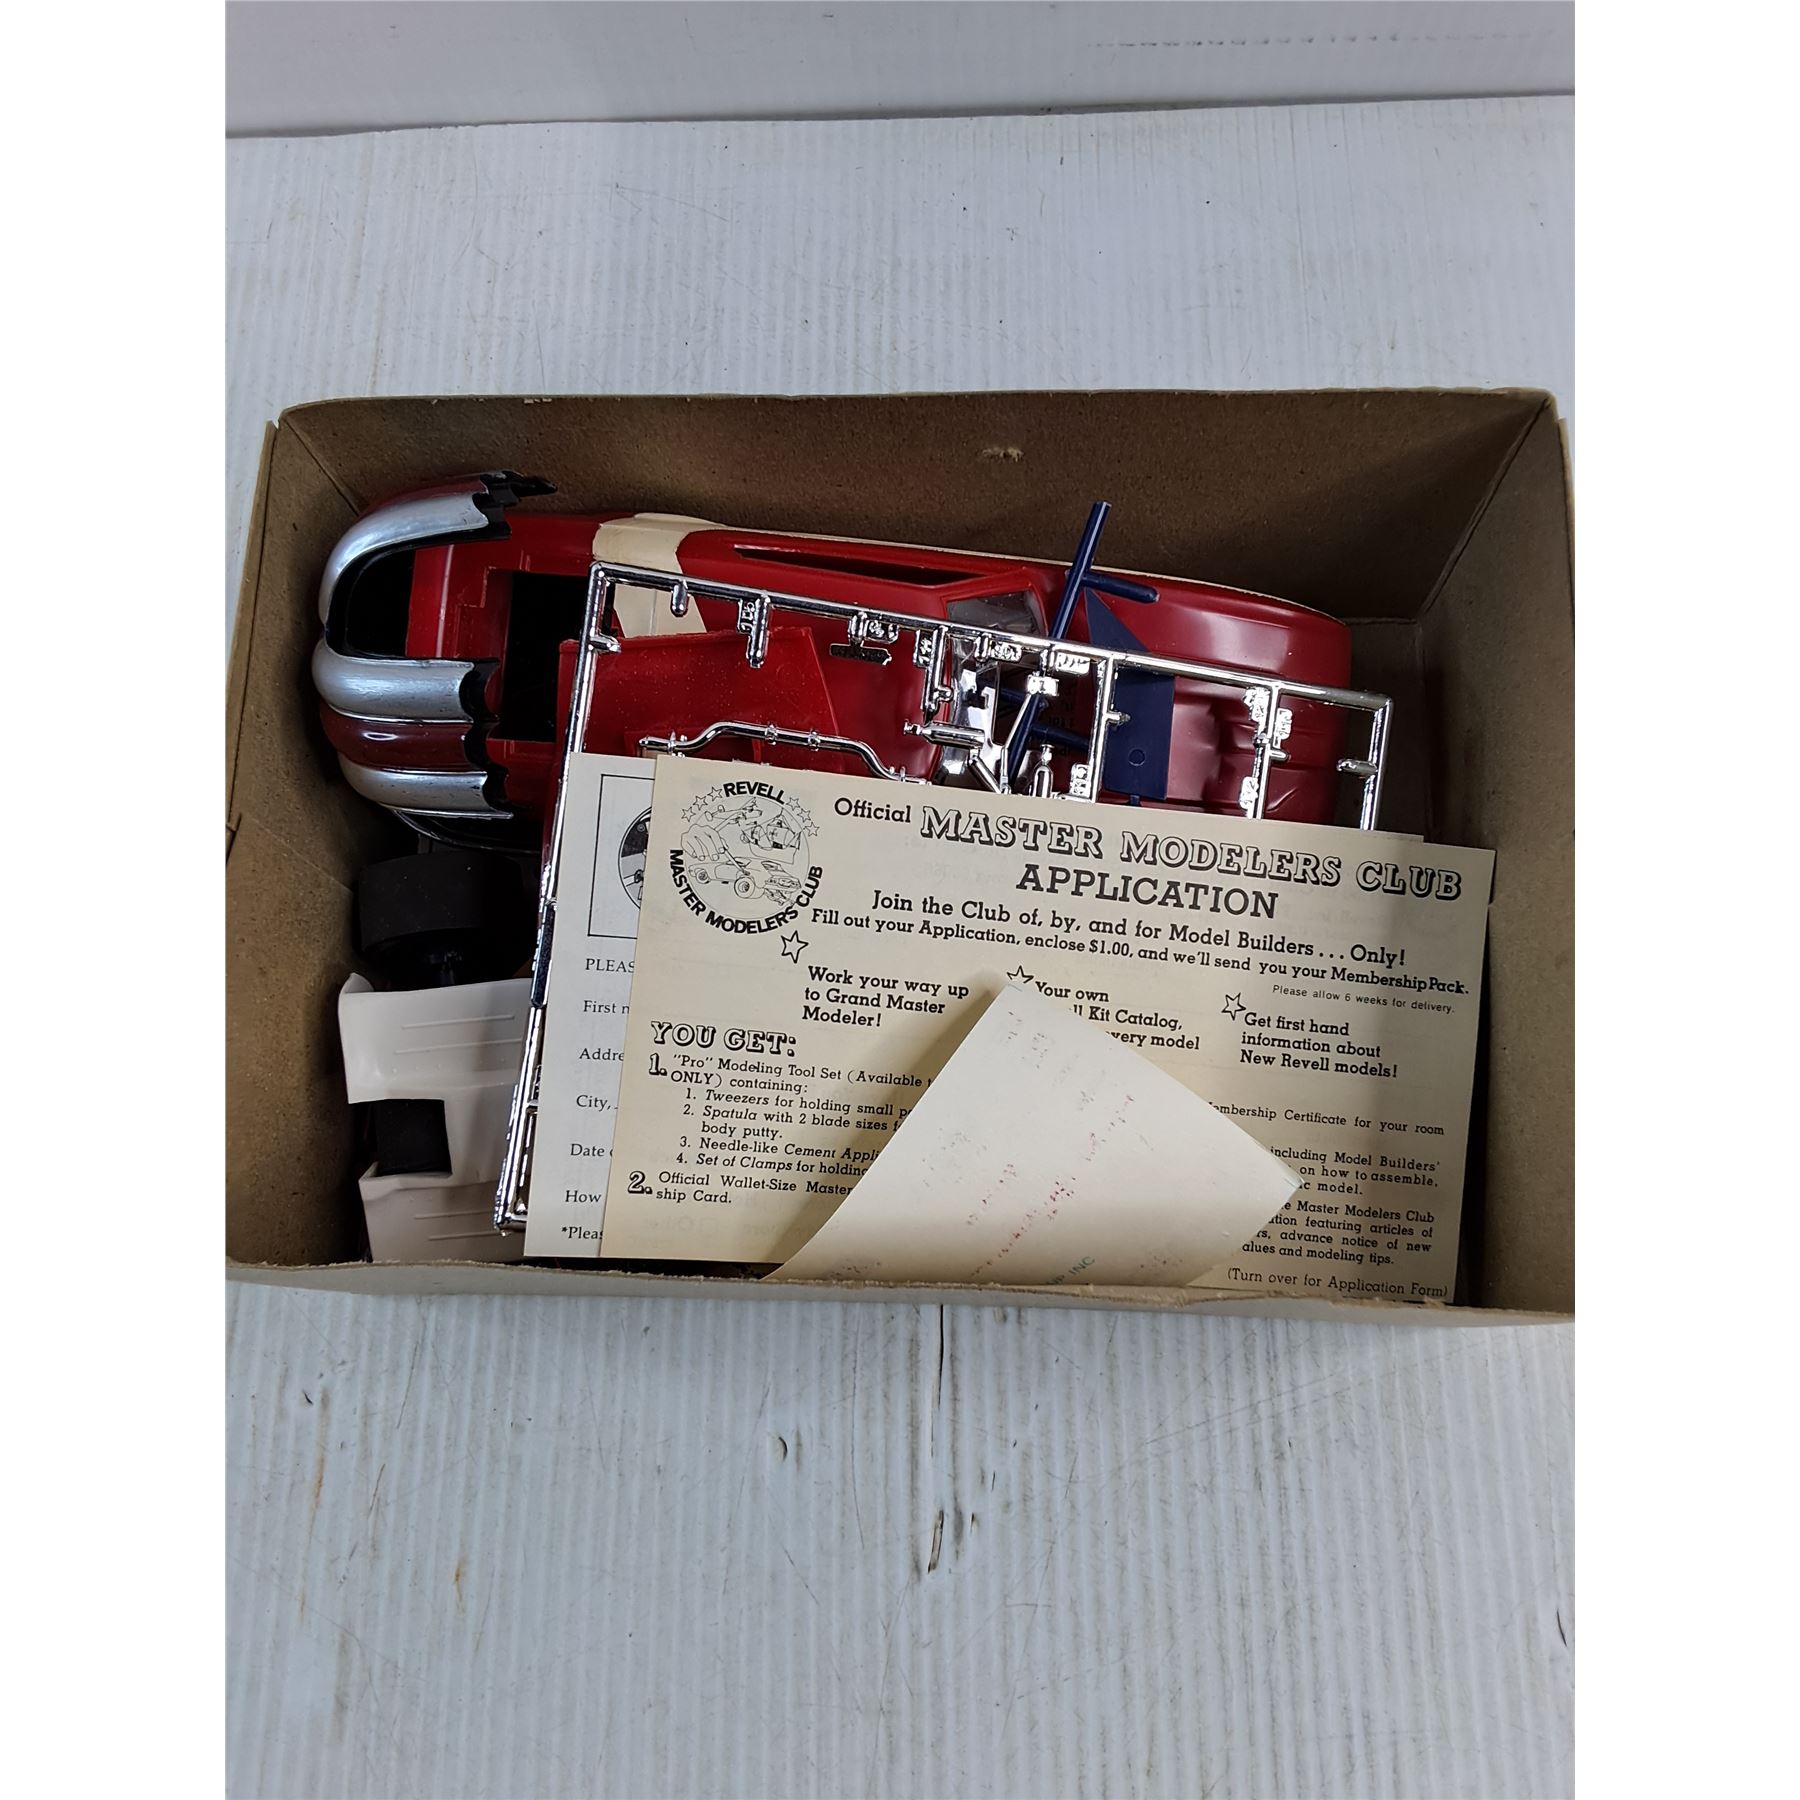 REVELL
MASTER MODELERS CLUB
Official MASTER MODELERS CLUB
APPLICATION
Join the Club of, by, and for Model Builders... Only!
Fill out your Application, enclose $1.00, and we'll send you your Membership Pack.
Please allow 6 weeks for delivery.
Work your way up
to Grand Master
Modeler!
Your own
Kit Catalog,
very model
Get first hand
information about
New Revell models!
YOU GET:
1. "Pro" Modeling Tool Set (Available
ONLY) containing:
1. Tweezers for holding small
2. Spatula with 2 blade sizes
body putty.
3. Needle-like Cement
4. Set of Clamps for holding
2. Official Wallet-Size Master
ship Card.
Certificate for your room
including Model Builders'
on how to assemble,
model.
Master Modelers Club
featuring articles of
advance notice of new
and modeling tips.
(Turn over for Application Form)
First
City,
Date
How
INC